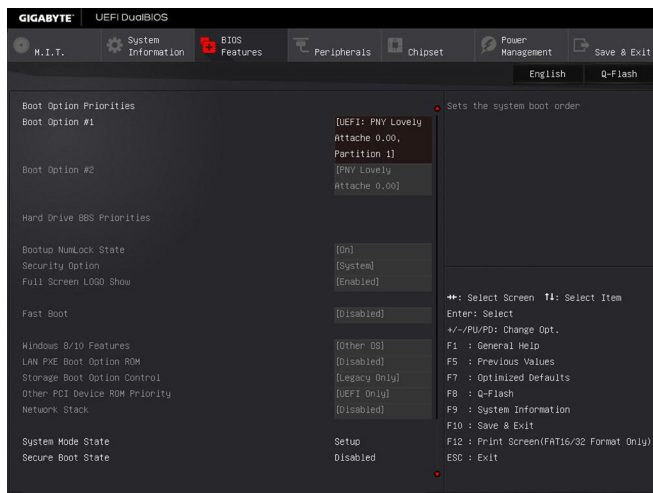 GIGABYTE™ UEFI DualBIOS
M.I.T. System Information BIOS Features Peripherals Chipset Power Management Save & Exit
English Q-Flash
Boot Option Priorities
Boot Option #1 [UEFI: PNY Lovely
Attache 0.00,
Partition 1]
Boot Option #2 [PNY Lovely
Attache 0.00]
Hard Drive BBS Priorities
Bootup NumLock State [On]
Security Option [System]
Full Screen LOGO Show [Enabled]
Fast Boot [Disabled]
Windows 8/10 Features [Other OS]
LAN PXE Boot Option ROM [Disabled]
Storage Boot Option Control [Legacy Only]
Other PCI Device ROM Priority [UEFI Only]
Network Stack [Disabled]
System Mode State Setup
Secure Boot State Disabled
Sets the system boot order
→←: Select Screen ↑↓: Select Item
Enter: Select
+/-/PU/PD: Change Opt.
F1 : General Help
F5 : Previous Values
F7 : Optimized Defaults
F8 : Q-Flash
F9 : System Information
F10 : Save & Exit
F12 : Print Screen(FAT16/32 Format Only)
ESC : Exit